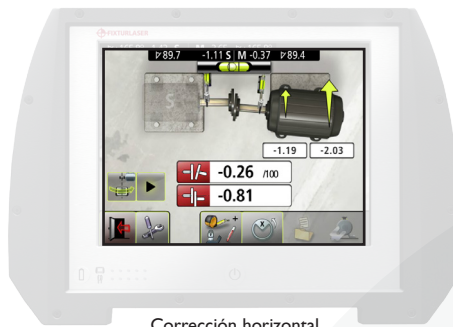 FIXTURLASER
89.7 -1.11 S M -0.37 89.4
S
-1.19 -2.03
-0.26 /100
-0.81
X
Corrección horizontal